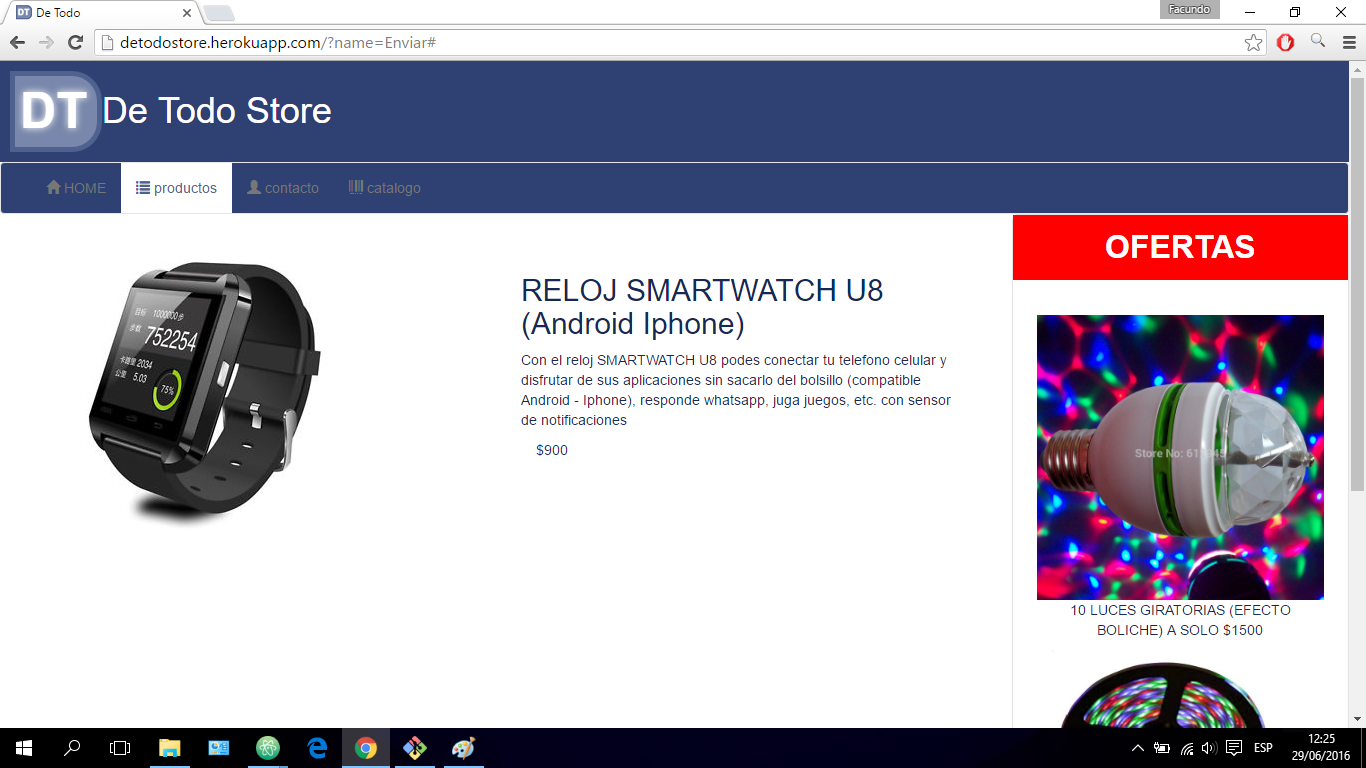 DT De Todo
Facundo
detodostore.herokuapp.com/?name=Enviar#
DT De Todo Store
HOME productos contacto catalogo
目标 1000000步
步数 752254
卡路里 2034
公里 5.03
75%
RELOJ SMARTWATCH U8
(Android Iphone)
Con el reloj SMARTWATCH U8 podes conectar tu telefono celular y
disfrutar de sus aplicaciones sin sacarlo del bolsillo (compatible
Android - Iphone), responde whatsapp, juga juegos, etc. con sensor
de notificaciones
$900
OFERTAS
Store No:
10 LUCES GIRATORIAS (EFECTO
BOLICHE) A SOLO $1500
ESP
12:25
29/06/2016